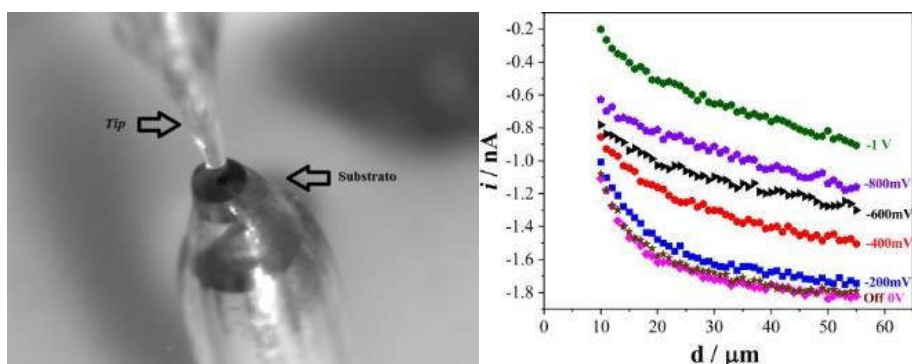 Tip
Substrato
i / nA
-0.2
-0.4
-0.6
-0.8
-1.0
-1.2
-1.4
-1.6
-1.8
-1 V
-800mV
-600mV
-400mV
-200mV
Off 0V
0 10 20 30 40 50 60
d / μm